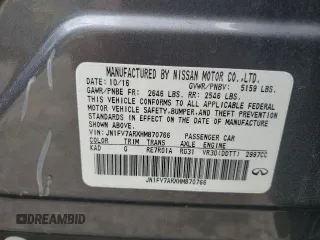 MFD BY NISSAN MOTOR CO.,LTD.
DATE: 10/16 GVWR/PNBV: 5159 LBS.
GAWR/PNBE FR: 2646 LBS. RR: 2546 LBS.
THIS VEHICLE CONFORMS TO ALL APPLICABLE
FEDERAL MOTOR VEHICLE SAFETY, BUMPER, AND
THEFT PREVENTION STANDARDS IN EFFECT ON THE
DATE OF MANUFACTURE SHOWN ABOVE.
VIN: JN1FV7ARXHM870766 PASSENGER CAR
COLOR TRIM TRANS AXLE ENGINE
KAD G RE7R01A RG31 VR30(DDTT) 2997CC
JN1FV7ARXHM870766
INFINITI